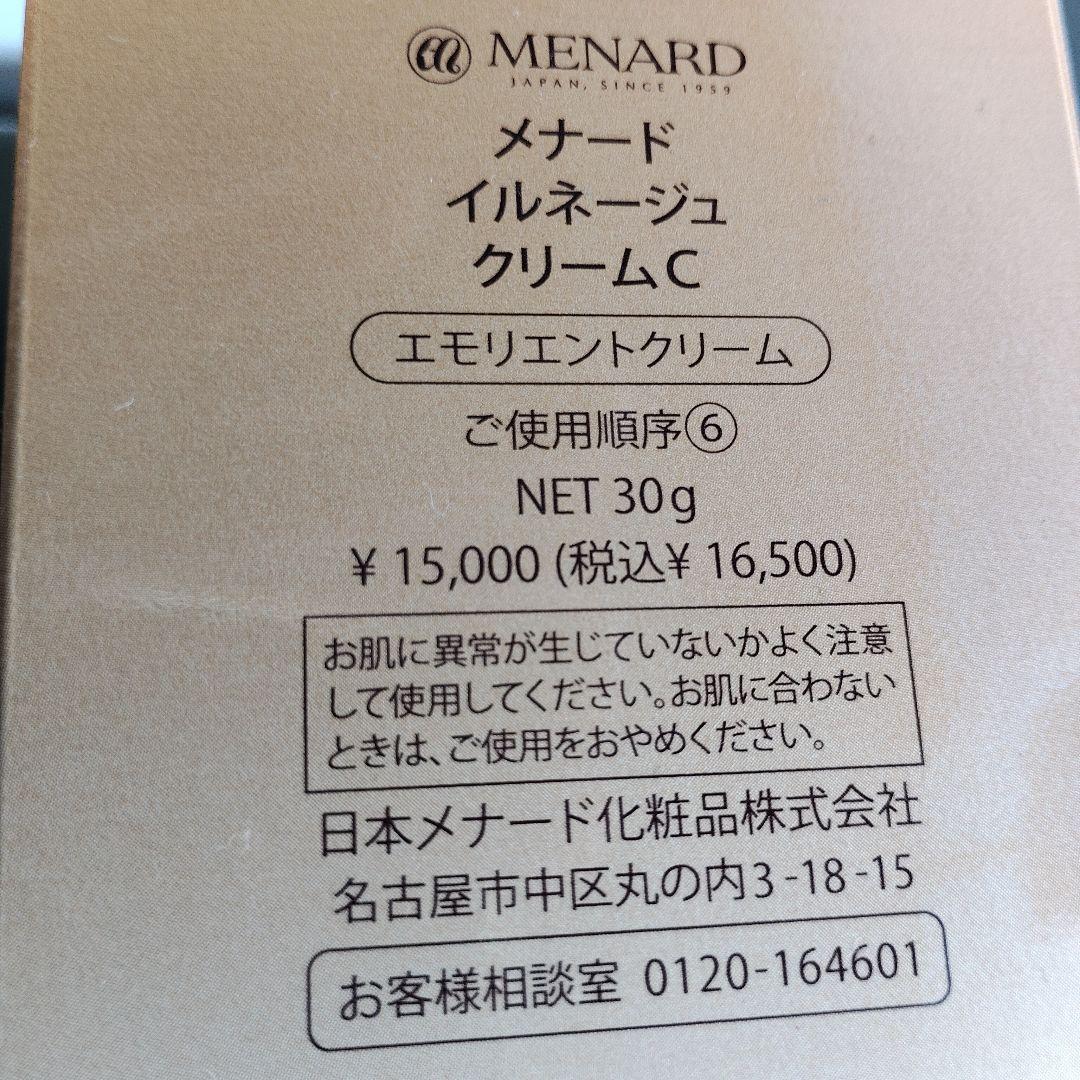 MENARD
JAPAN, SINCE 1959
メナード
イルネージュ
クリームC
エモリエントクリーム
ご使用順序⑥
NET 30g
¥ 15,000 (税込¥ 16,500)
お肌に異常が生じていないかよく注意
して使用してください。お肌に合わない
ときは、ご使用をおやめください。
日本メナード化粧品株式会社
名古屋市中区丸の内3-18-15
お客様相談室 0120-164601